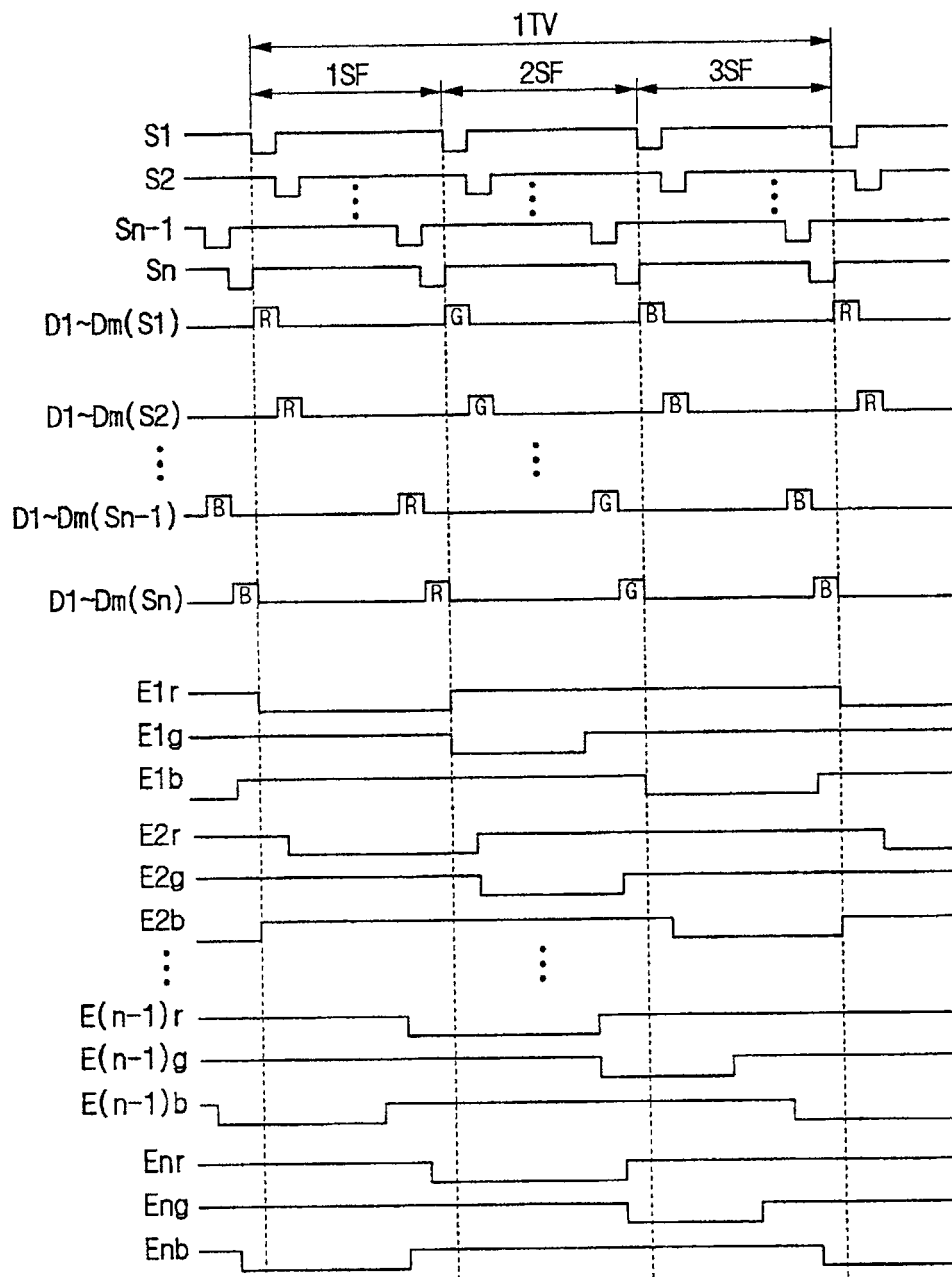 1TV
1SF 2SF 3SF
S1
S2
Sn-1
Sn
D1~Dm(S1) R G B R
D1~Dm(S2) R G B R
D1~Dm(Sn-1) B R G B
D1~Dm(Sn) B R G B
E1r
E1g
E1b
E2r
E2g
E2b
E(n-1)r
E(n-1)g
E(n-1)b
Enr
Eng
Enb